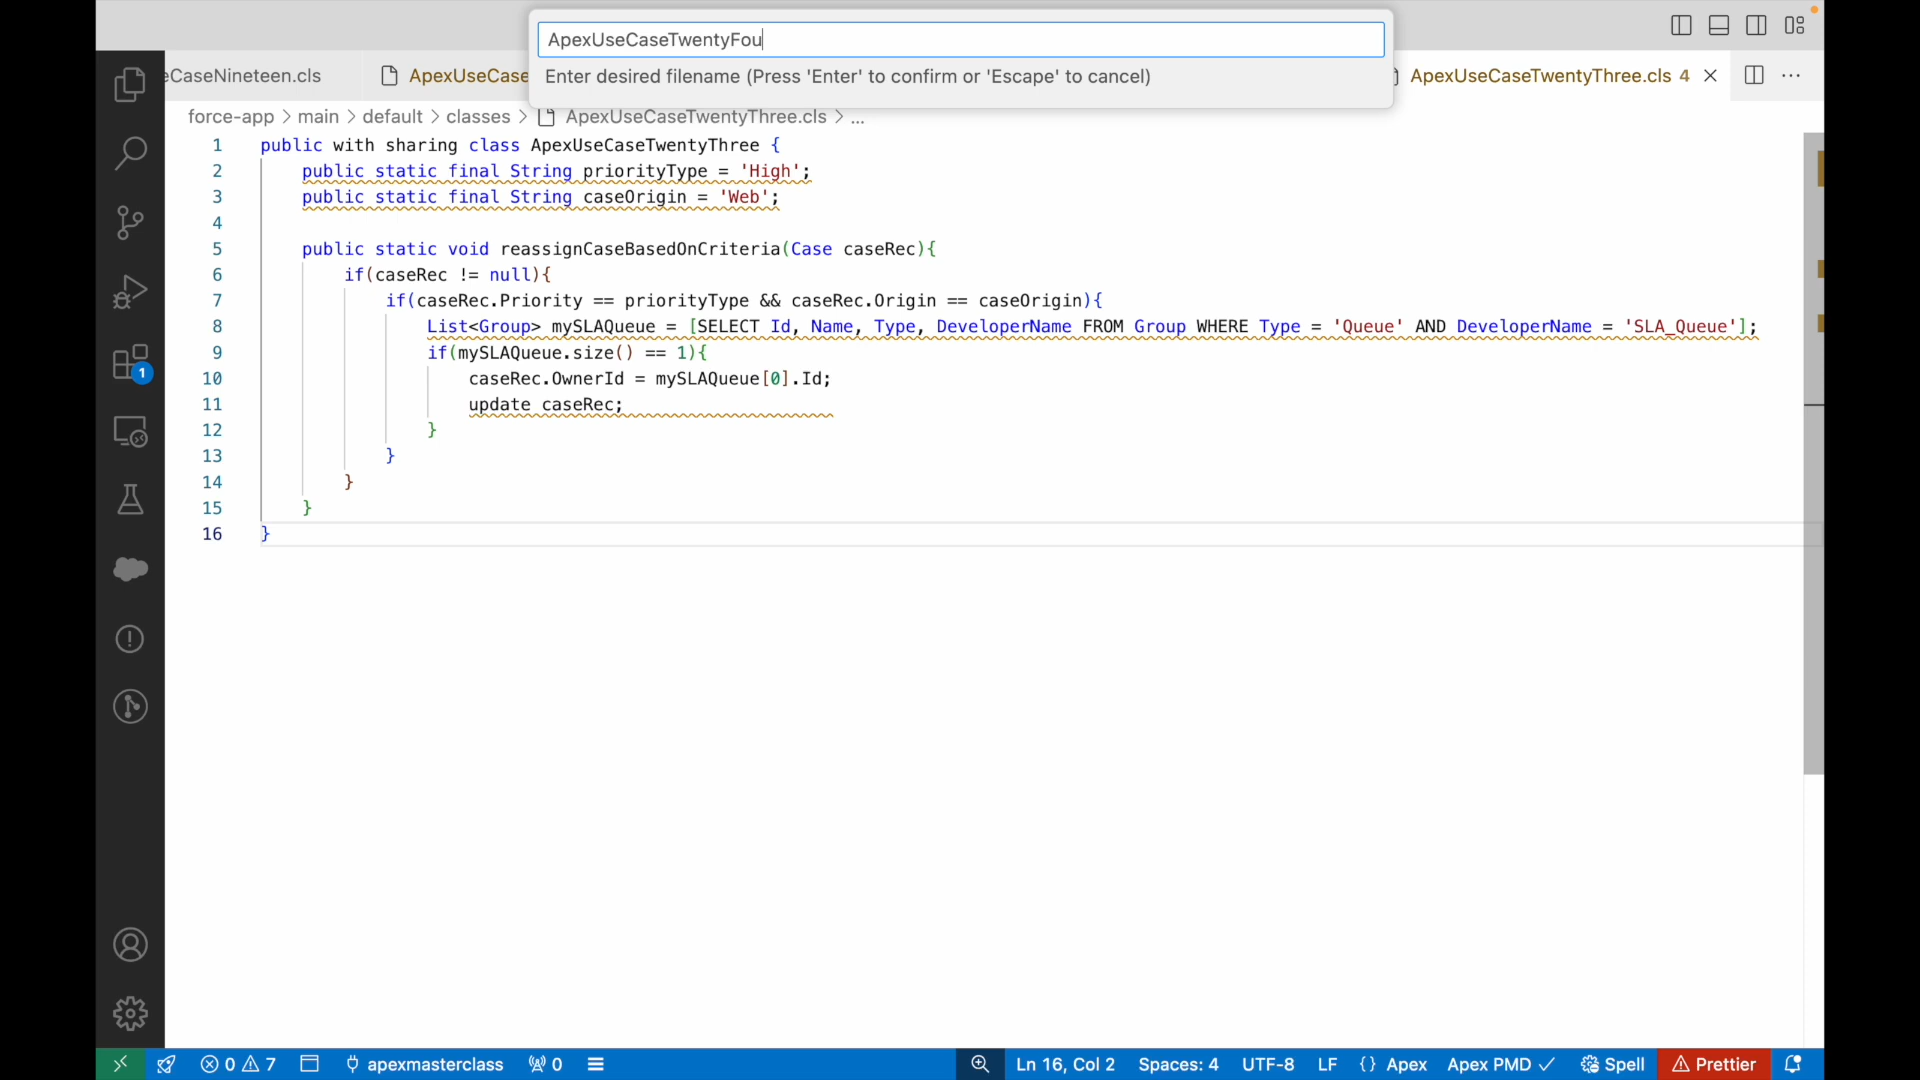 ApexUseCaseTwentyFou
Enter desired filename (Press 'Enter' to confirm or 'Escape' to cancel)
eCaseNineteen.cls
ApexUseCase
ApexUseCaseTwentyThree.cls 4
force-app > main > default > classes > ApexUseCaseTwentyThree.cls > ...
1 public with sharing class ApexUseCaseTwentyThree {
2 public static final String priorityType = 'High';
3 public static final String caseOrigin = 'Web';
4
5 public static void reassignCaseBasedOnCriteria(Case caseRec){
6 if(caseRec != null){
7 if(caseRec.Priority == priorityType && caseRec.Origin == caseOrigin){
8 List<Group> mySLAQueue = [SELECT Id, Name, Type, DeveloperName FROM Group WHERE Type = 'Queue' AND DeveloperName = 'SLA_Queue'];
9 if(mySLAQueue.size() == 1){
10 caseRec.OwnerId = mySLAQueue[0].Id;
11 update caseRec;
12 }
13 }
14 }
15 }
16 }
1
0 7 apexmasterclass 0 Ln 16, Col 2 Spaces: 4 UTF-8 LF {} Apex Apex PMD ✓ Spell Prettier